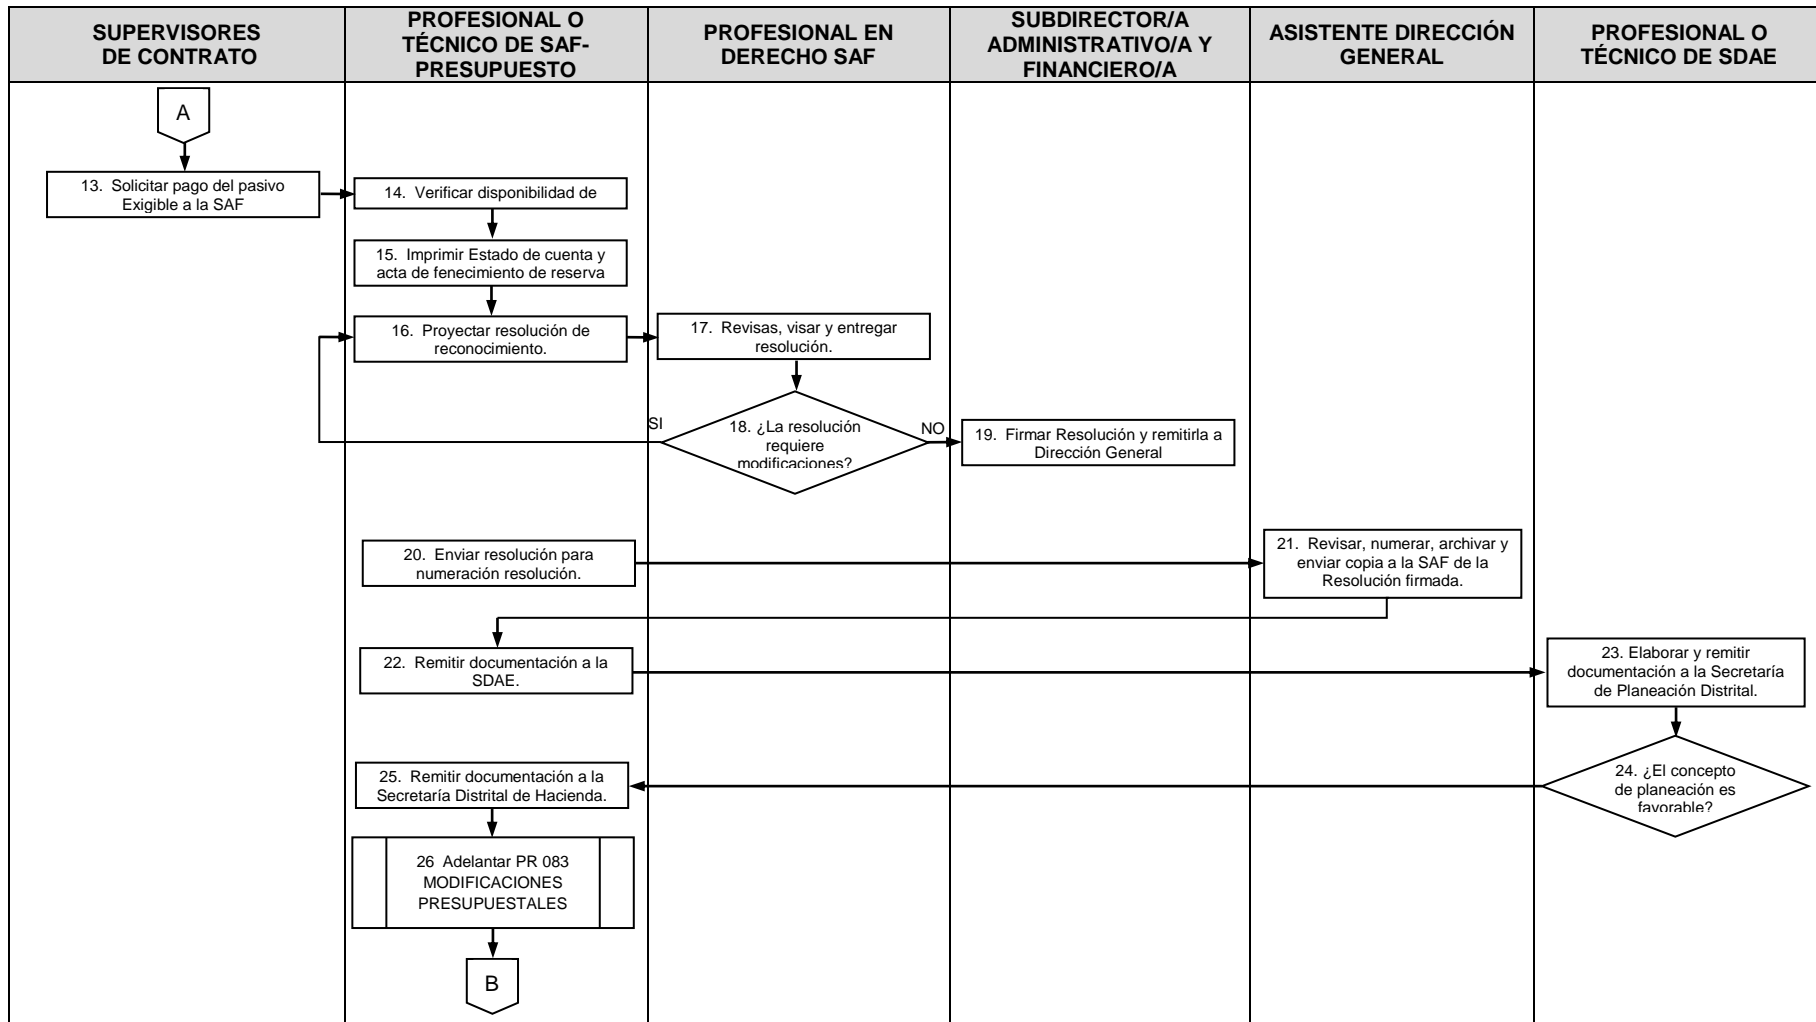 SUPERVISORES
DE CONTRATO
PROFESIONAL O
TÉCNICO DE SAF-
PRESUPUESTO
PROFESIONAL EN
DERECHO SAF
SUBDIRECTOR/A
ADMINISTRATIVO/A Y
FINANCIERO/A
ASISTENTE DIRECCIÓN
GENERAL
PROFESIONAL O
TÉCNICO DE SDAE
A
13. Solicitar pago del pasivo
Exigible a la SAF
14. Verificar disponibilidad de
15. Imprimir Estado de cuenta y
acta de fenecimiento de reserva
16. Proyectar resolución de
reconocimiento.
17. Revisas, visar y entregar
resolución.
SI
18. ¿La resolución
requiere
modificaciones?
NO
19. Firmar Resolución y remitirla a
Dirección General
20. Enviar resolución para
numeración resolución.
21. Revisar, numerar, archivar y
enviar copia a la SAF de la
Resolución firmada.
22. Remitir documentación a la
SDAE.
23. Elaborar y remitir
documentación a la Secretaría
de Planeación Distrital.
24. ¿El concepto
de planeación es
favorable?
25. Remitir documentación a la
Secretaría Distrital de Hacienda.
26 Adelantar PR 083
MODIFICACIONES
PRESUPUESTALES
B